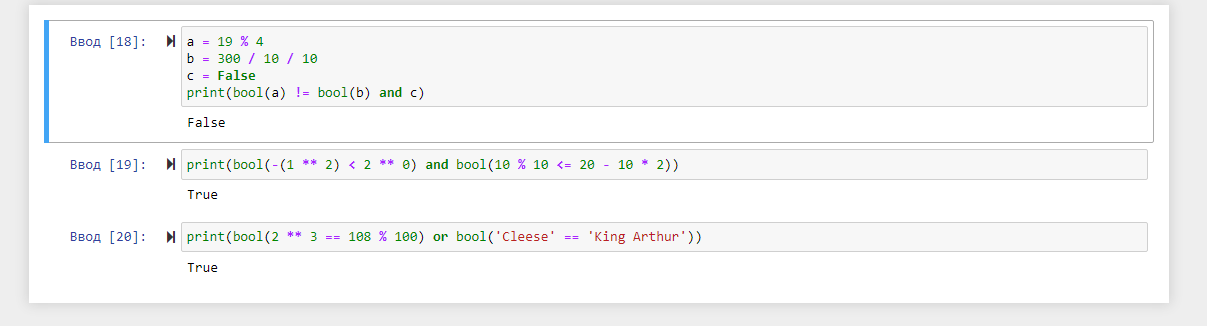 Ввод [18]: a = 19 % 4
b = 300 / 10 / 10
c = False
print(bool(a) != bool(b) and c)
False
Ввод [19]: print(bool(-(1 ** 2) < 2 ** 0) and bool(10 % 10 <= 20 - 10 * 2))
True
Ввод [20]: print(bool(2 ** 3 == 108 % 100) or bool('Cleese' == 'King Arthur'))
True